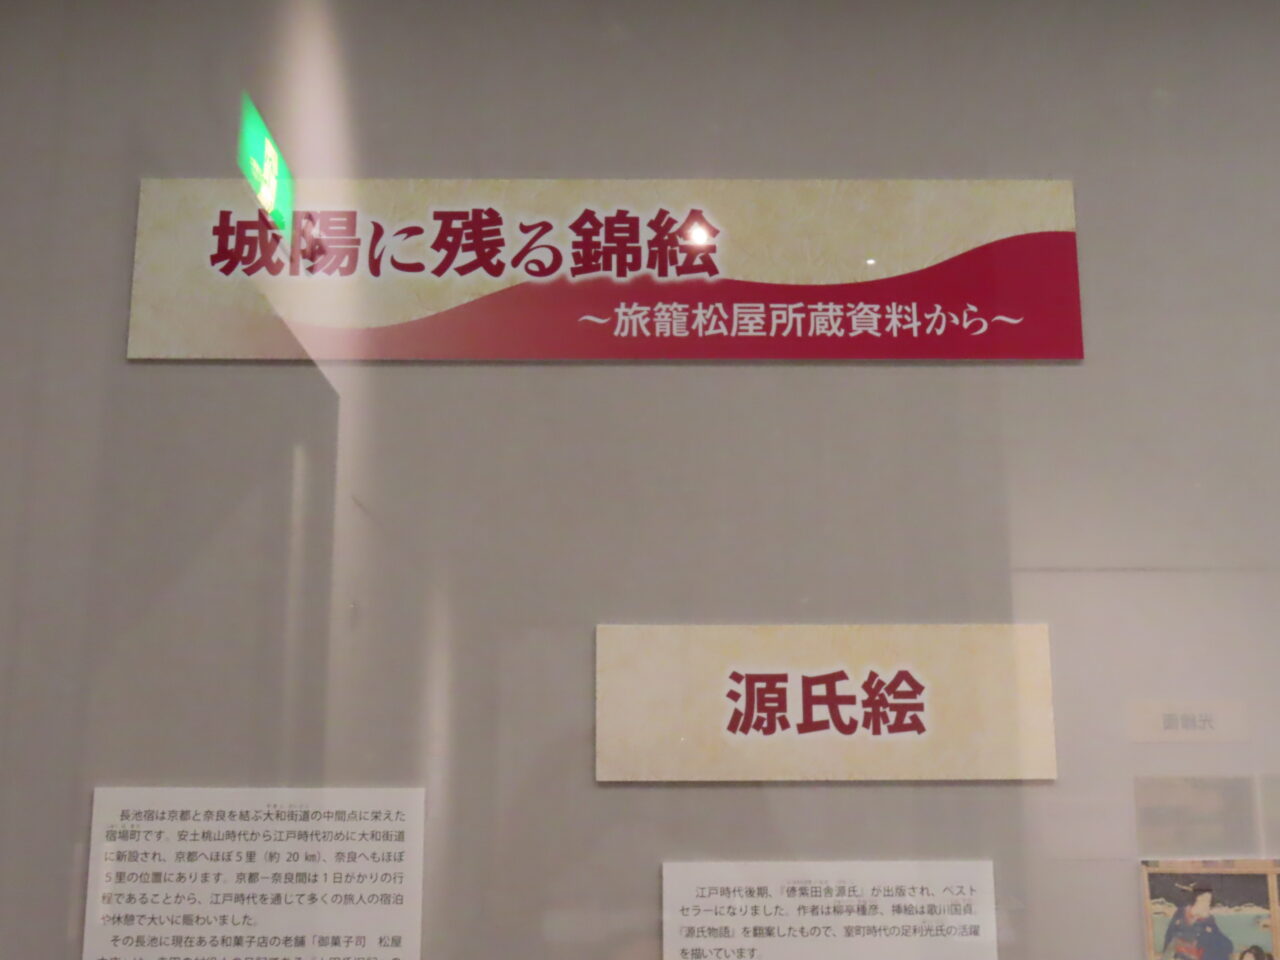 城陽に残る錦絵
〜旅籠松屋所蔵資料から〜
源氏絵
長池宿は京都と奈良を結ぶ大和街道の中間点に栄えた
宿場町です。安土桃山時代から江戸時代初めに大和街道
に新設され、京都へほぼ5里（約 20 ㎞）、奈良へもほぼ
5里の位置にあります。京都－奈良間は1日がかりの行
程であることから、江戸時代を通じて多くの旅人の宿泊
や休憩で大いに賑わいました。
その長池に現在ある和菓子店の老舗「御菓子司　松屋
江戸時代後期、『偐紫田舎源氏』が出版され、ベスト
セラーになりました。作者は柳亭種彦、挿絵は歌川国貞。
『源氏物語』を翻案したもので、室町時代の足利光氏の活躍
を描いています。